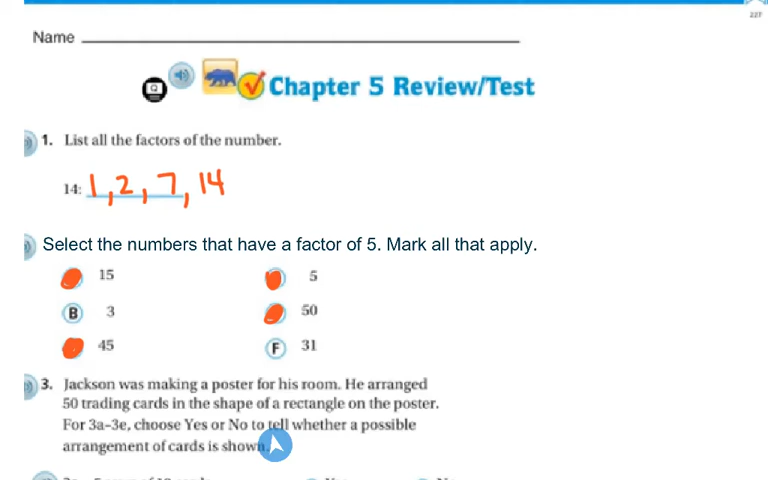 227
Name
Chapter 5 Review/Test
1. List all the factors of the number.
14: 1, 2, 7, 14
Select the numbers that have a factor of 5. Mark all that apply.
15
5
B 3
50
45
F 31
3. Jackson was making a poster for his room. He arranged
50 trading cards in the shape of a rectangle on the poster.
For 3a–3e, choose Yes or No to tell whether a possible
arrangement of cards is shown.